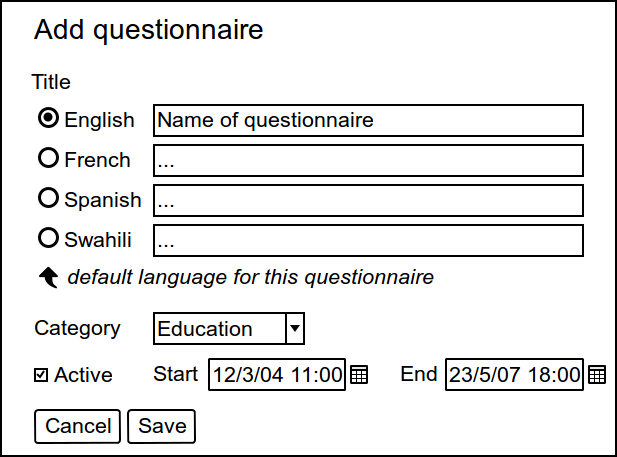 Add questionnaire
Title
English Name of questionnaire
French ...
Spanish ...
Swahili ...
default language for this questionnaire
Category Education
Active Start 12/3/04 11:00 End 23/5/07 18:00
Cancel Save